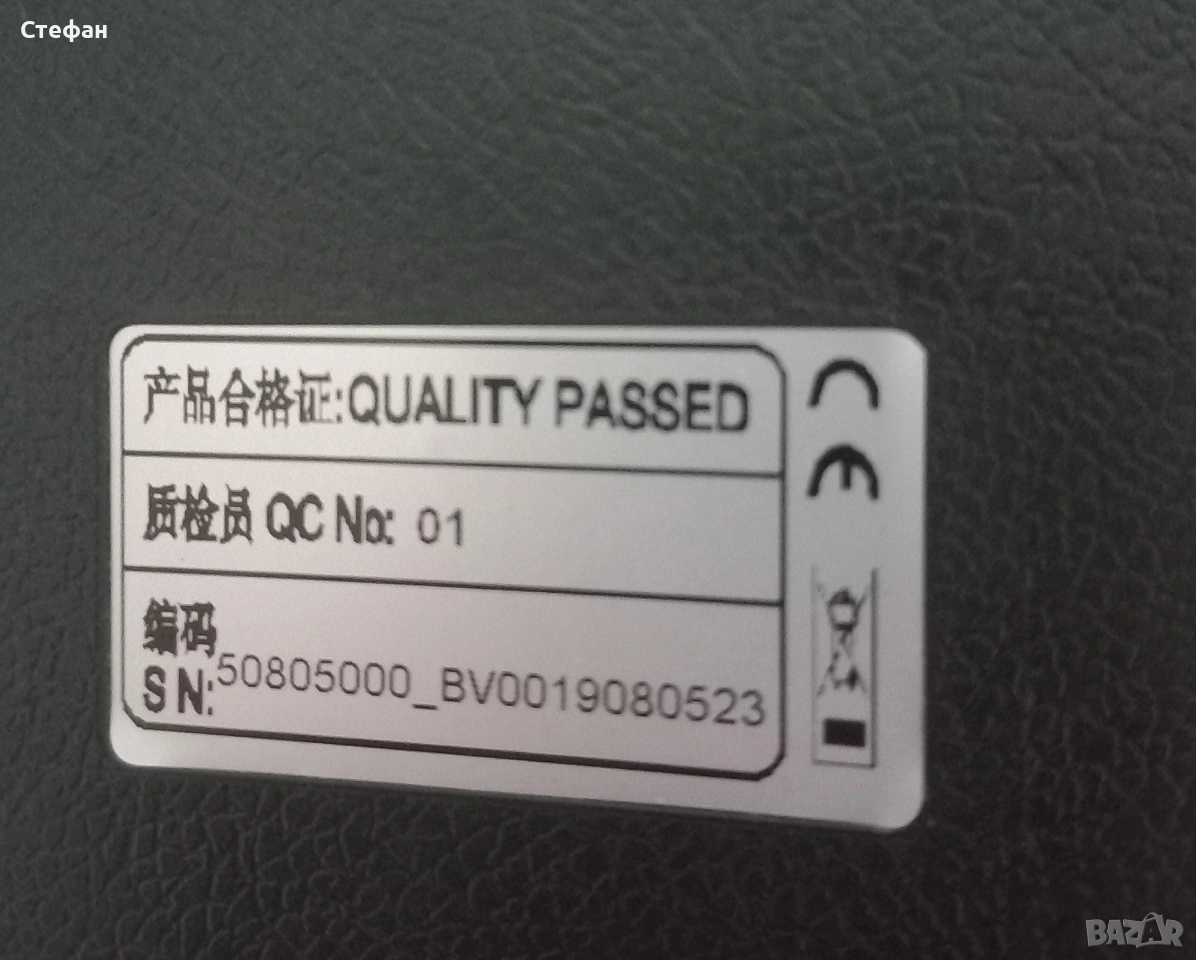 Стефан
产品合格证:QUALITY PASSED
质检员 QC No: 01
编码
SN:50805000_BV0019080523
CE
BAZAR